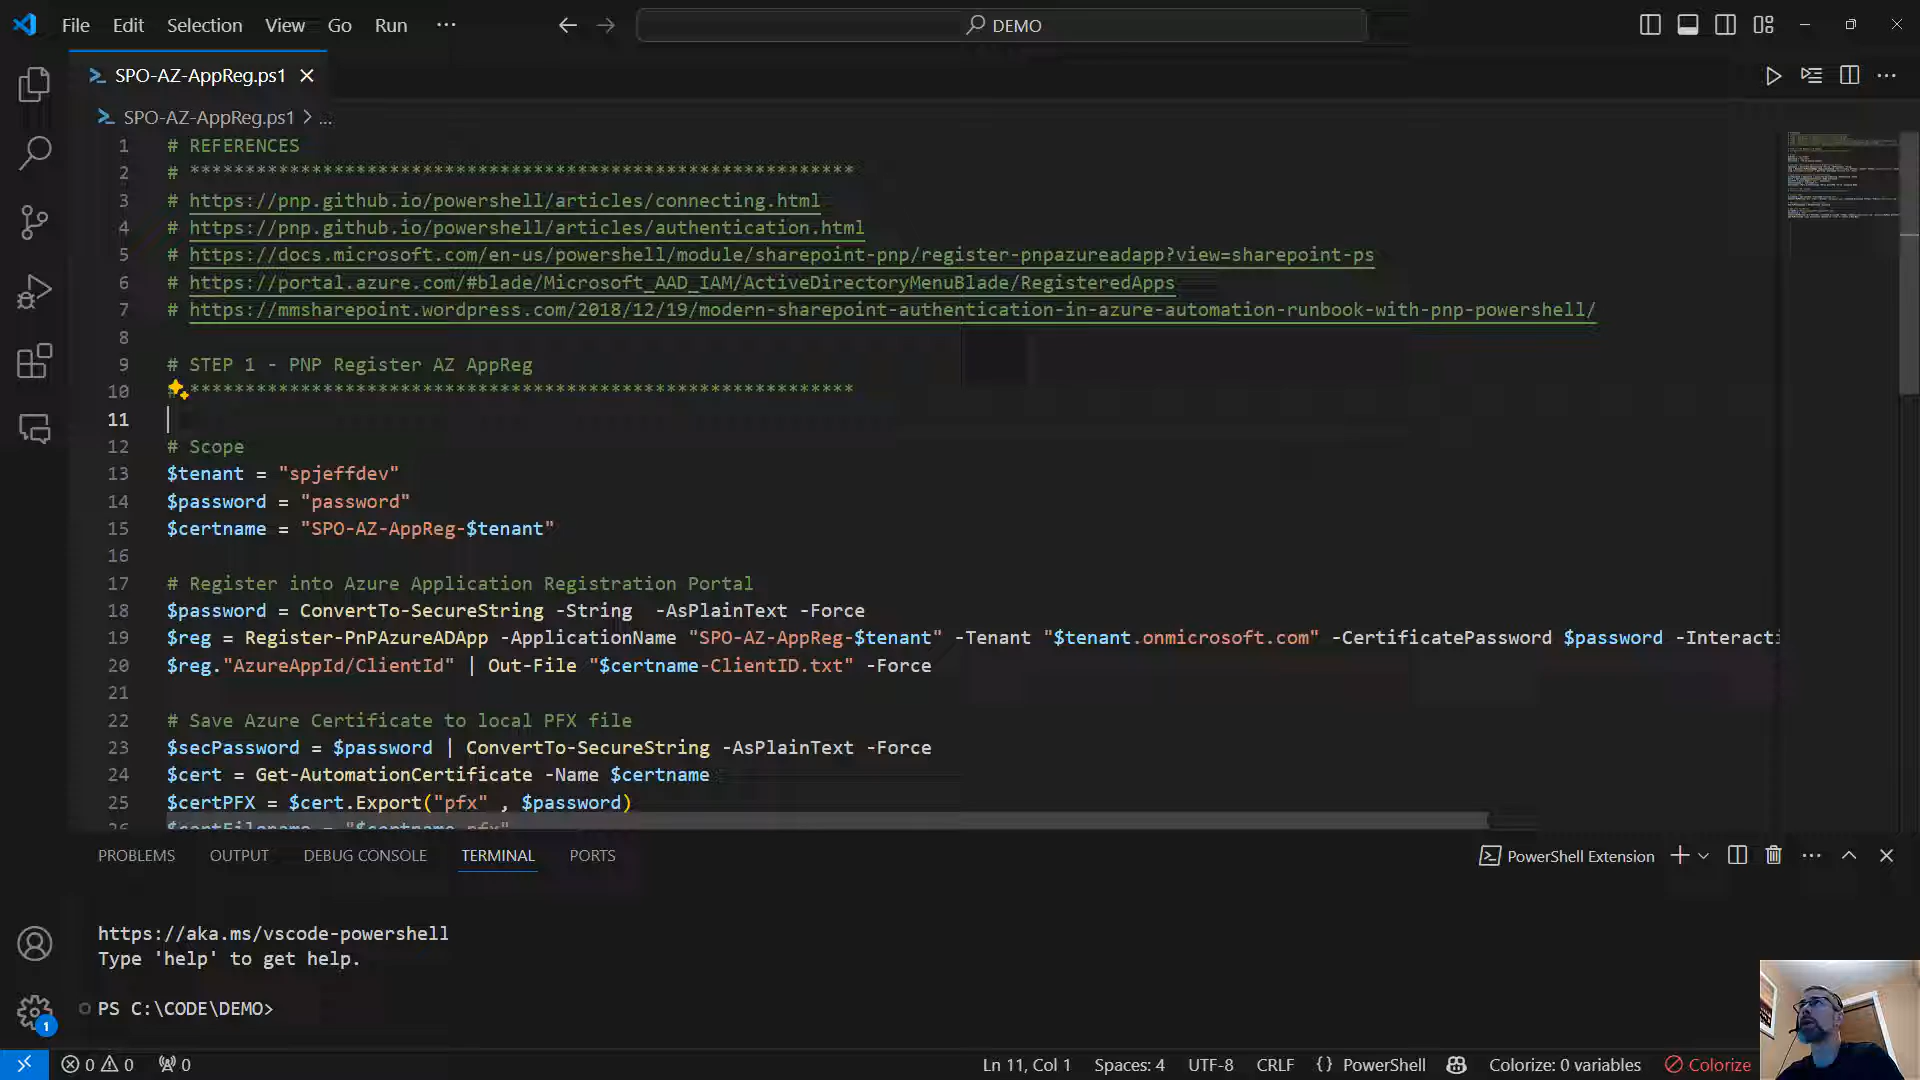 File Edit Selection View Go Run ···
DEMO
SPO-AZ-AppReg.ps1
SPO-AZ-AppReg.ps1 > ...
1 # REFERENCES
2 # ************************************************************
3 # https://pnp.github.io/powershell/articles/connecting.html
4 # https://pnp.github.io/powershell/articles/authentication.html
5 # https://docs.microsoft.com/en-us/powershell/module/sharepoint-pnp/register-pnpazureadapp?view=sharepoint-ps
6 # https://portal.azure.com/#blade/Microsoft_AAD_IAM/ActiveDirectoryMenuBlade/RegisteredApps
7 # https://mmsharepoint.wordpress.com/2018/12/19/modern-sharepoint-authentication-in-azure-automation-runbook-with-pnp-powershell/
8
9 # STEP 1 - PNP Register AZ AppReg
10 # ************************************************************
11
12 # Scope
13 $tenant = "spjeffdev"
14 $password = "password"
15 $certname = "SPO-AZ-AppReg-$tenant"
16
17 # Register into Azure Application Registration Portal
18 $password = ConvertTo-SecureString -String  -AsPlainText -Force
19 $reg = Register-PnPAzureADApp -ApplicationName "SPO-AZ-AppReg-$tenant" -Tenant "$tenant.onmicrosoft.com" -CertificatePassword $password -Interacti
20 $reg."AzureAppId/ClientId" | Out-File "$certname-ClientID.txt" -Force
21
22 # Save Azure Certificate to local PFX file
23 $secPassword = $password | ConvertTo-SecureString -AsPlainText -Force
24 $cert = Get-AutomationCertificate -Name $certname
25 $certPFX = $cert.Export("pfx" , $password)
26 $certFilename = "$certname.pfx"
PROBLEMS OUTPUT DEBUG CONSOLE TERMINAL PORTS
PowerShell Extension
https://aka.ms/vscode-powershell
Type 'help' to get help.
PS C:\CODE\DEMO>
1
0 0 0
Ln 11, Col 1 Spaces: 4 UTF-8 CRLF {} PowerShell Colorize: 0 variables Colorize